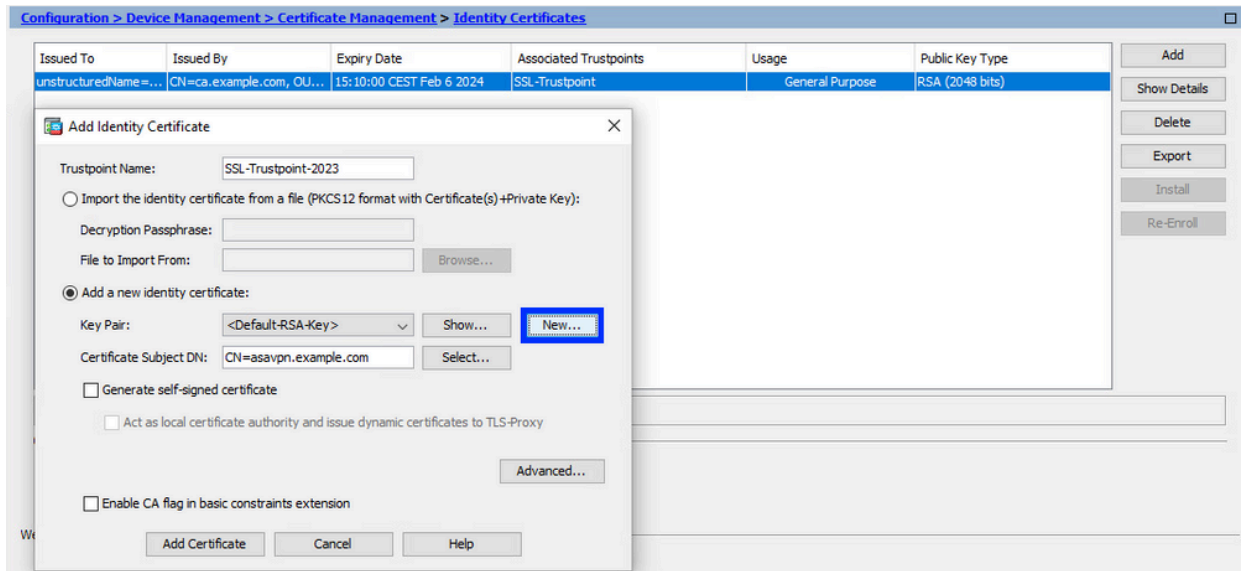 Configuration > Device Management > Certificate Management > Identity Certificates
Issued To Issued By Expiry Date Associated Trustpoints Usage Public Key Type
unstructuredName=... CN=ca.example.com, OU... 15:10:00 CEST Feb 6 2024 SSL-Trustpoint General Purpose RSA (2048 bits)
Add
Show Details
Delete
Export
Install
Re-Enroll
Add Identity Certificate
Trustpoint Name: SSL-Trustpoint-2023
Import the identity certificate from a file (PKCS12 format with Certificate(s)+Private Key):
Decryption Passphrase:
File to Import From: Browse...
Add a new identity certificate:
Key Pair: <Default-RSA-Key> Show... New...
Certificate Subject DN: CN=asavpn.example.com Select...
Generate self-signed certificate
Act as local certificate authority and issue dynamic certificates to TLS-Proxy
Advanced...
Enable CA flag in basic constraints extension
Add Certificate Cancel Help